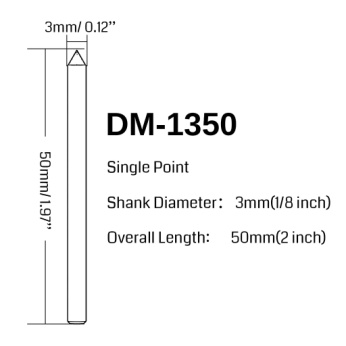 3mm/ 0.12’’
50mm/ 1.97’’
DM-1350
Single Point
Shank Diameter： 3mm(1/8 inch)
Overall Length： 50mm(2 inch)